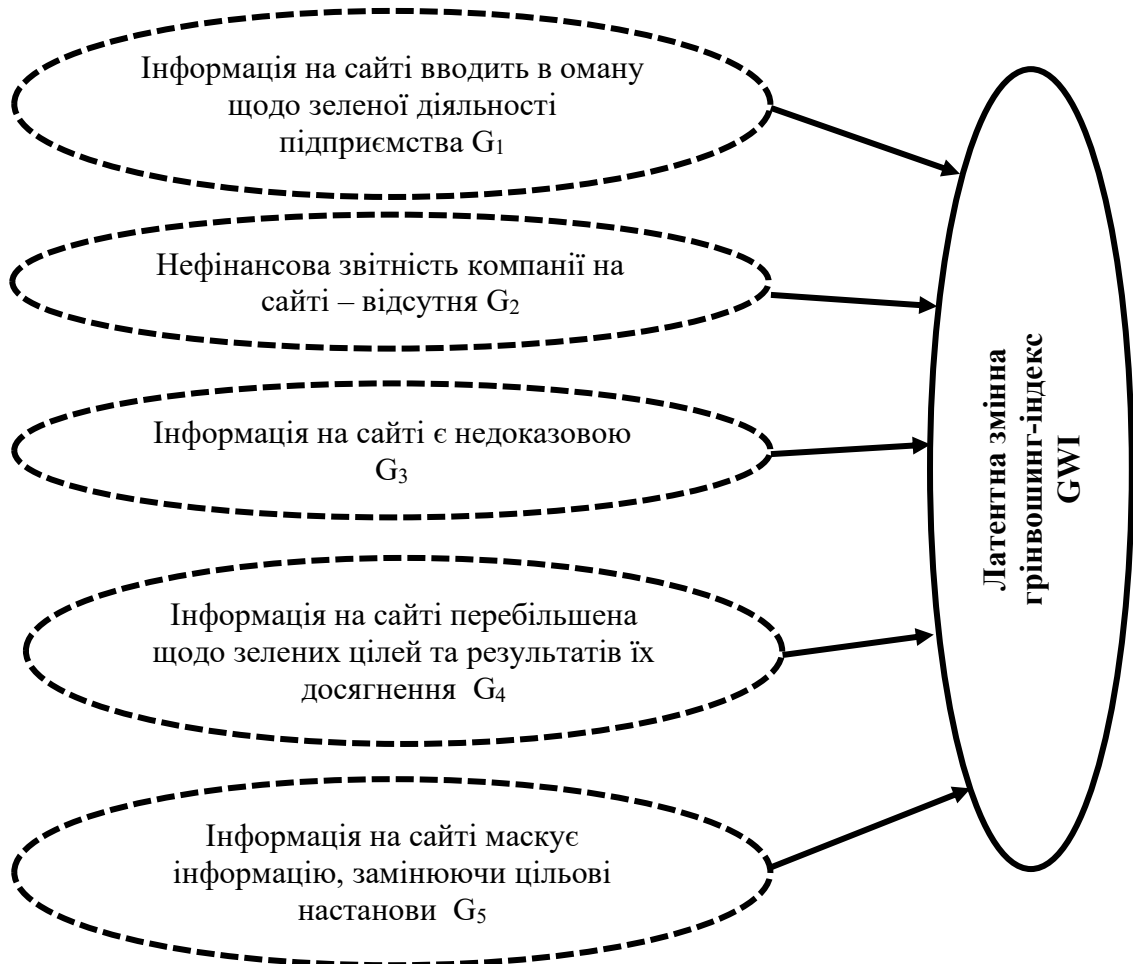 Інформація на сайті вводить в оману
щодо зеленої діяльності
підприємства G₁
Нефінансова звітність компанії на
сайті – відсутня G₂
Інформація на сайті є недоказовою
G₃
Інформація на сайті перебільшена
щодо зелених цілей та результатів їх
досягнення G₄
Інформація на сайті маскує
інформацію, замінюючи цільові
настанови G₅
Латентна змінна
грінвошинг-індекс
GWI